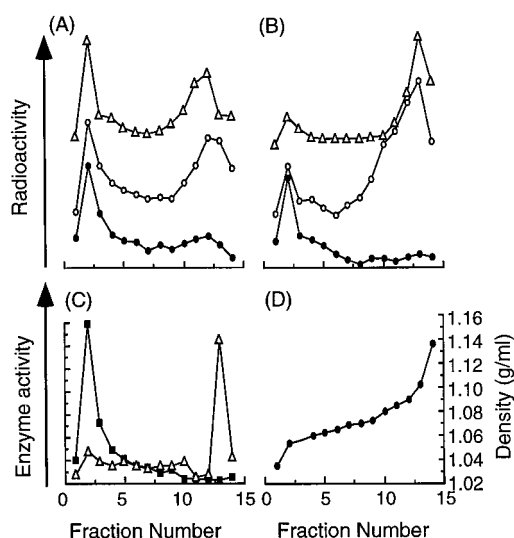 (A)
(B)
Radioactivity
(C)
(D)
Enzyme activity
1.16
1.14
1.12
1.10
1.08
1.06
1.04
1.02
Density (g/ml)
0 5 10 15
0 5 10 15
Fraction Number
Fraction Number